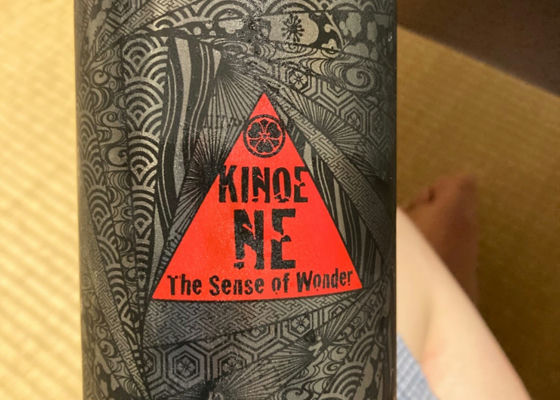 KINOE
NE
The Sense of Wonder